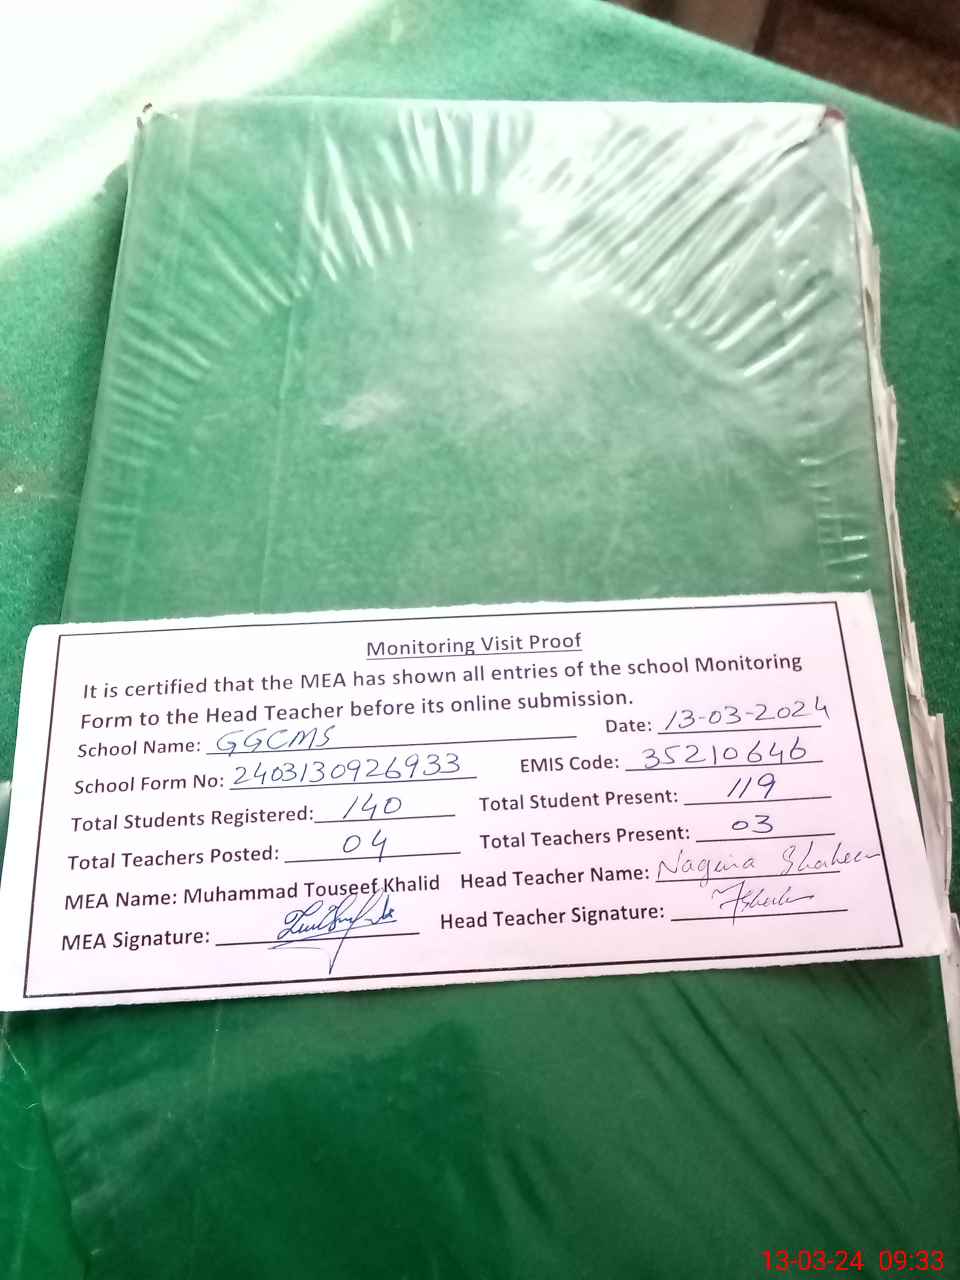 Monitoring Visit Proof
It is certified that the MEA has shown all entries of the school Monitoring
Form to the Head Teacher before its online submission.
School Name: GGCMS Date: 13-03-2024
School Form No: 2403130926933 EMIS Code: 35210646
Total Students Registered: 140 Total Student Present: 119
Total Teachers Posted: 04 Total Teachers Present: 03
MEA Name: Muhammad Touseef Khalid Head Teacher Name: Nagina Shaheen
MEA Signature: Head Teacher Signature:
13-03-24 09:33